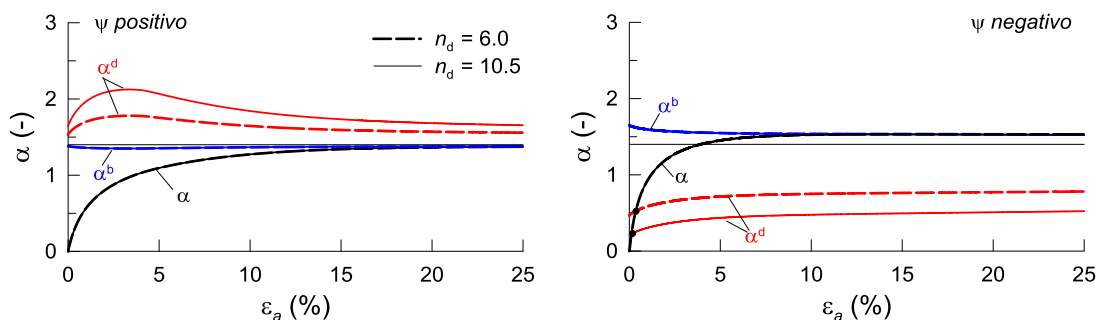 ψ positivo
n_d = 6.0
n_d = 10.5
α^d
α^b
α
3
2
1
0
α (-)
0 5 10 15 20 25
ε_a (%)
ψ negativo
α^b
α
α^d
3
2
1
0
α (-)
0 5 10 15 20 25
ε_a (%)